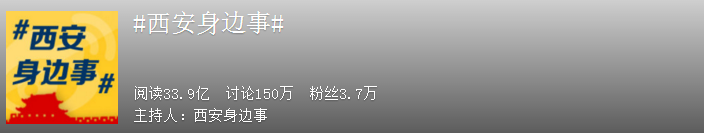 #西安
身边事#
#西安身边事#
阅读33.9亿 讨论150万 粉丝3.7万
主持人：西安身边事